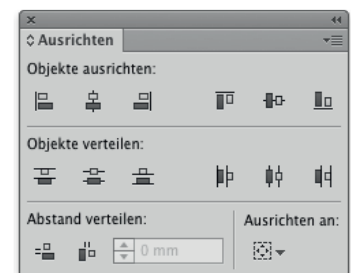 Ausrichten
Objekte ausrichten:
Objekte verteilen:
Abstand verteilen: Ausrichten an:
0 mm